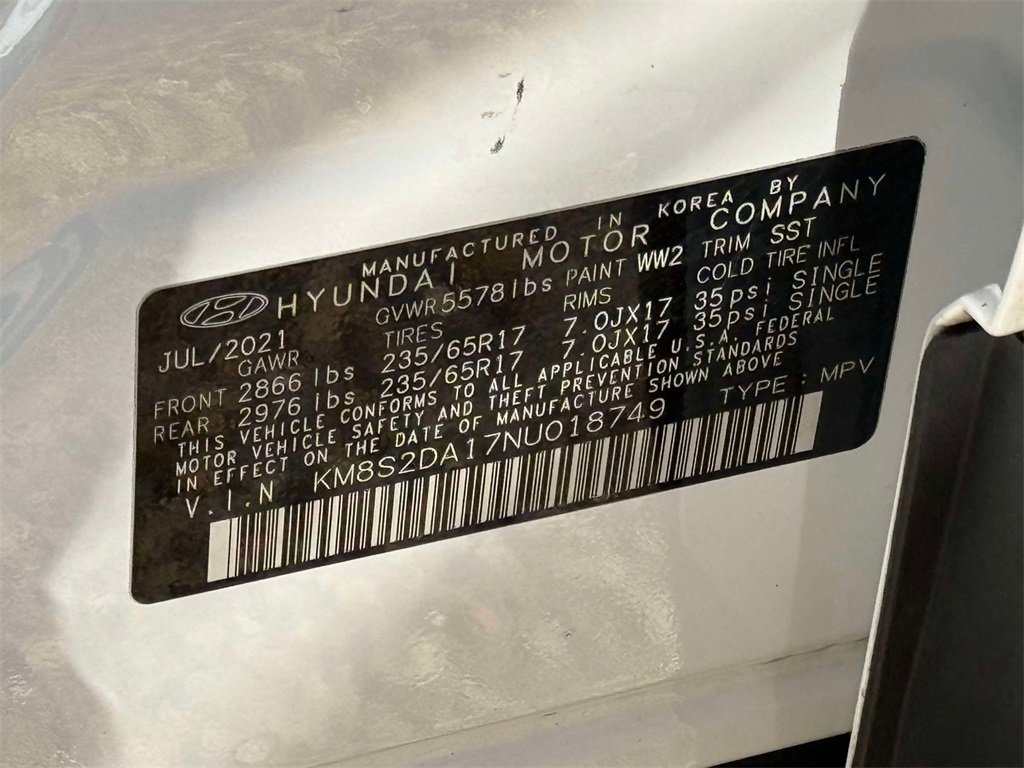 MANUFACTURED IN KOREA BY
HYUNDAI MOTOR COMPANY
JUL/2021 GVWR 5578 lbs PAINT WW2 TRIM SST
GAWR TIRES RIMS COLD TIRE INFL
FRONT 2866 lbs 235/65R17 7.0JX17 35psi SINGLE
REAR 2976 lbs 235/65R17 7.0JX17 35psi SINGLE
THIS VEHICLE CONFORMS TO ALL APPLICABLE U.S.A. FEDERAL
MOTOR VEHICLE SAFETY AND THEFT PREVENTION STANDARDS
IN EFFECT ON THE DATE OF MANUFACTURE SHOWN ABOVE
V.I.N KM8S2DA17NU018749 TYPE : MPV